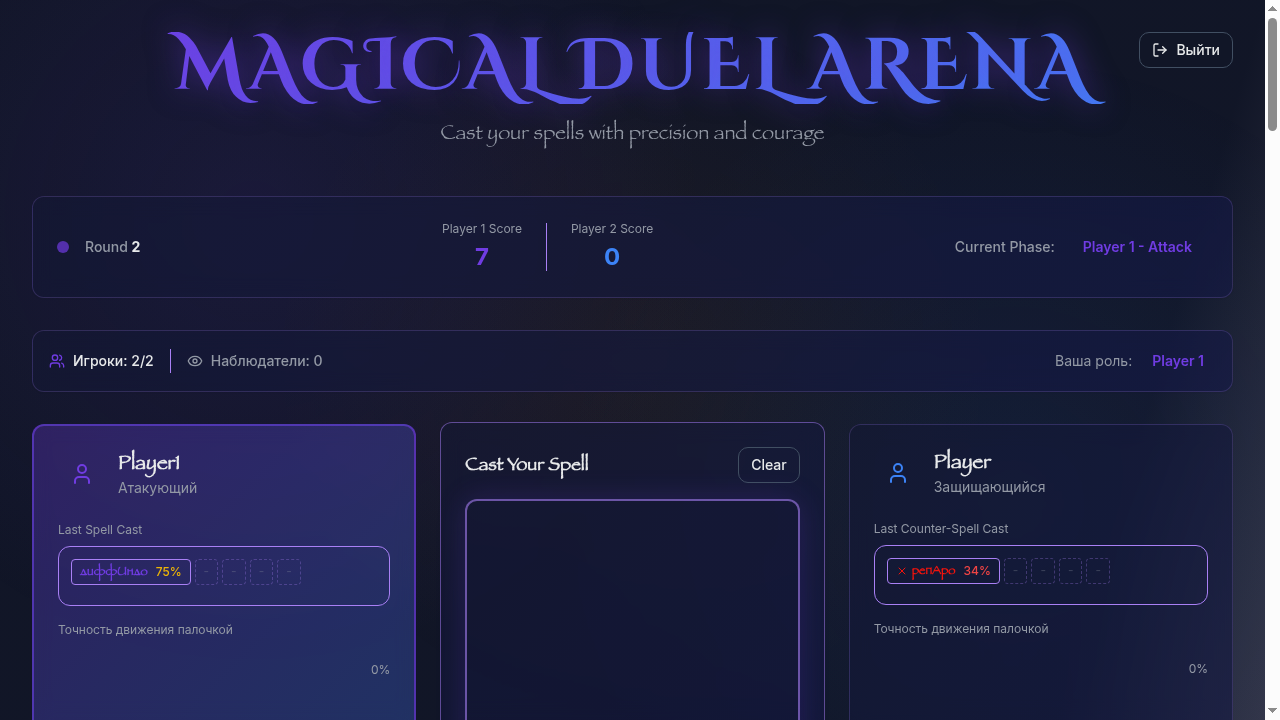 MAGICAL DUEL ARENA
Выйти
Cast your spells with precision and courage
Round 2
Player 1 Score
7
Player 2 Score
0
Current Phase: Player 1 - Attack
Игроки: 2/2
Наблюдатели: 0
Ваша роль: Player 1
Player1
Атакующий
Last Spell Cast
диффИндо 75% - - - -
Точность движения палочкой
0%
Cast Your Spell
Clear
Player
Защищающийся
Last Counter-Spell Cast
× репАро 34% - - - -
Точность движения палочкой
0%